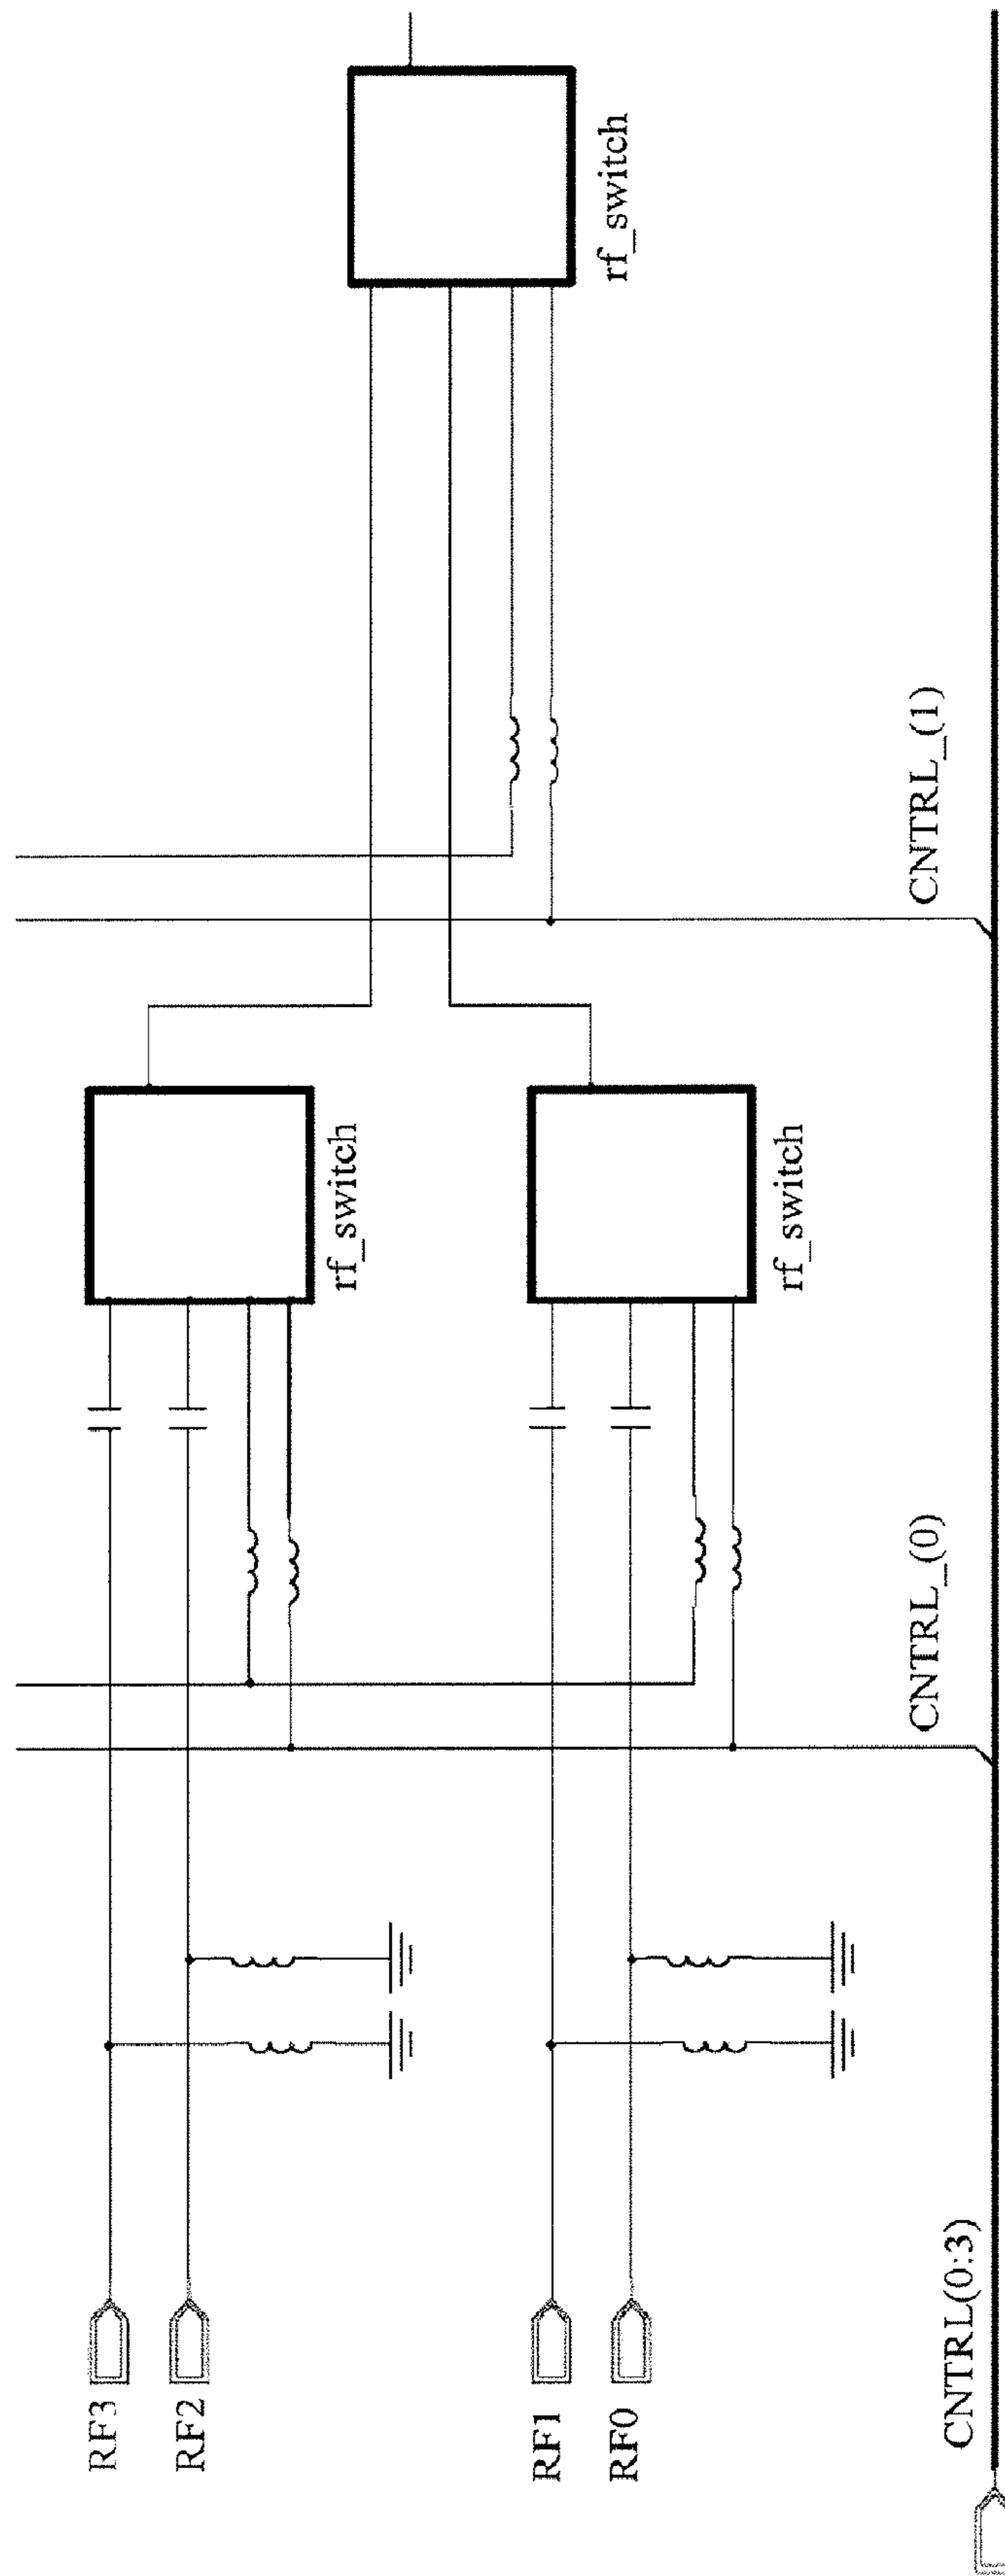 RF3
RF2
RF1
RF0
rf_switch
rf_switch
rf_switch
CNTRL_(0)
CNTRL_(1)
CNTRL(0:3)